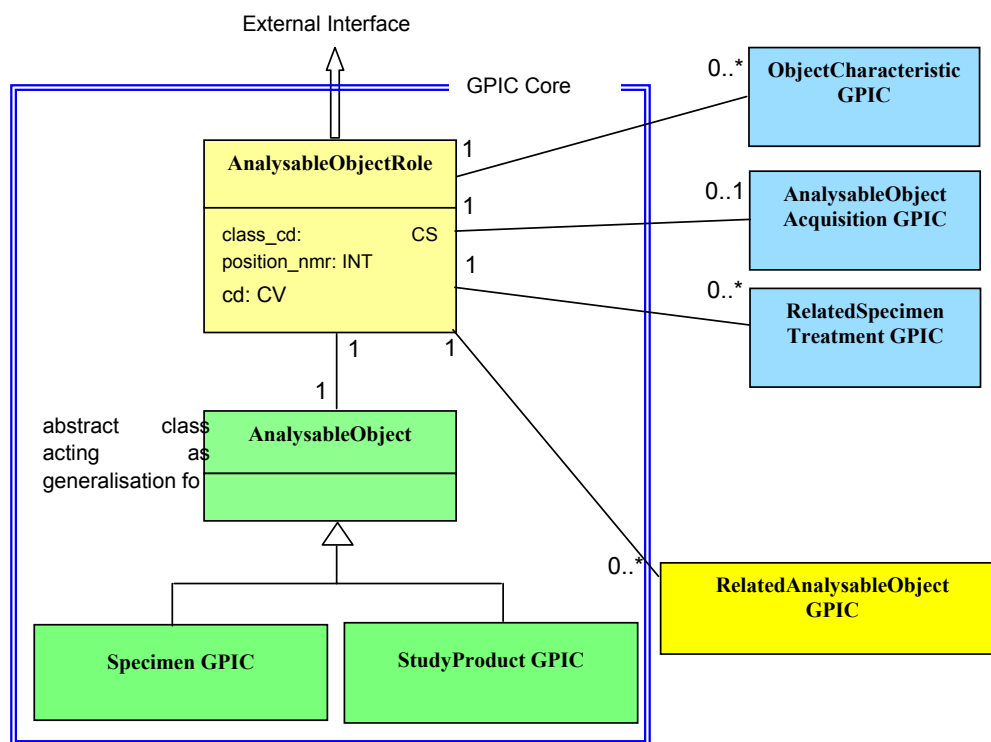 External Interface
GPIC Core
AnalysableObjectRole
class_cd: CS
position_nmr: INT
cd: CV
1
1
1
1
1
1
0..*
0..1
0..*
0..*
ObjectCharacteristic
GPIC
AnalysableObject
Acquisition GPIC
RelatedSpecimen
Treatment GPIC
abstract class
acting as
generalisation fo
AnalysableObject
RelatedAnalysableObject
GPIC
Specimen GPIC
StudyProduct GPIC